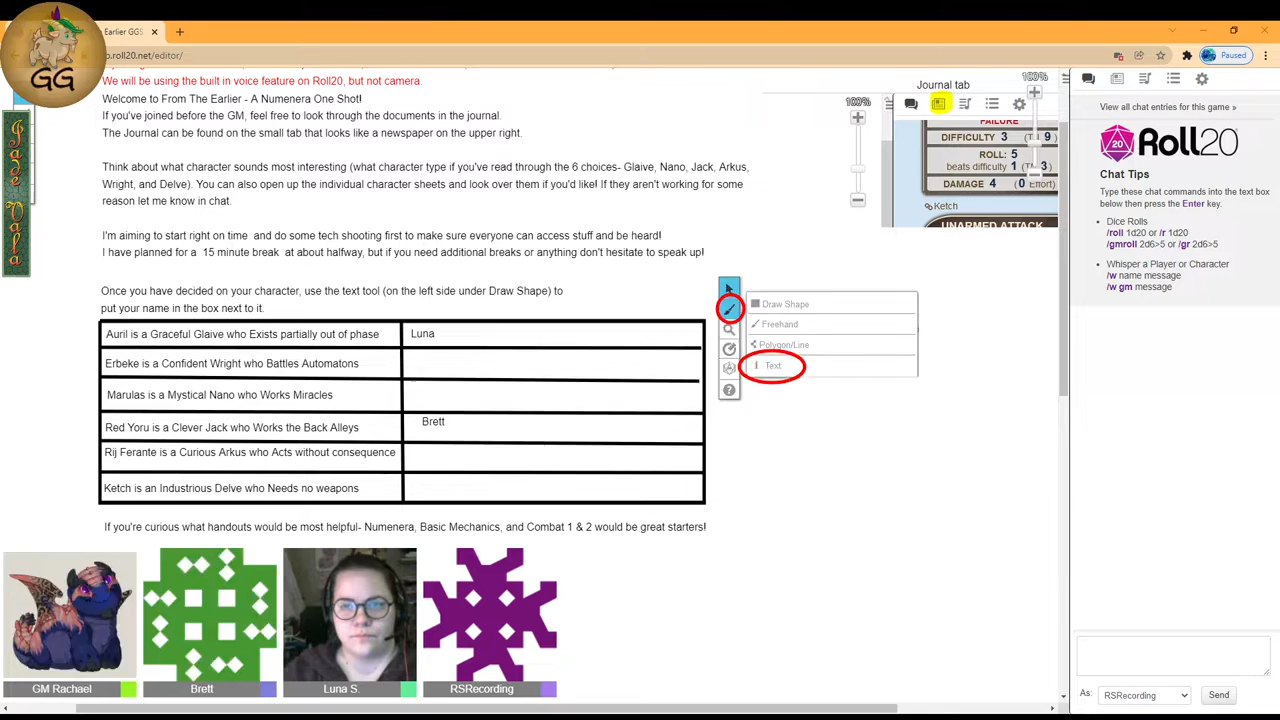 Earlier GGS
GG
Paused
.roll20.net/editor/
Jade Vala
We will be using the built in voice feature on Roll20, but not camera.
Welcome to From The Earlier - A Numenera One Shot!
If you've joined before the GM, feel free to look through the documents in the journal.
The Journal can be found on the small tab that looks like a newspaper on the upper right.
Think about what character sounds most interesting (what character type if you've read through the 6 choices- Glaive, Nano, Jack, Arkus,
Wright, and Delve). You can also open up the individual character sheets and look over them if you'd like! If they aren't working for some
reason let me know in chat.
I'm aiming to start right on time and do some troubleshooting first to make sure everyone can access stuff and be heard!
I have planned for a 15 minute break at about halfway, but if you need additional breaks or anything don't hesitate to speak up!
Once you have decided on your character, use the text tool (on the left side under Draw Shape) to
put your name in the box next to it.
Auril is a Graceful Glaive who Exists partially out of phase Luna
Erbeke is a Confident Wright who Battles Automatons
Marulas is a Mystical Nano who Works Miracles
Red Yoru is a Clever Jack who Works the Back Alleys Brett
Rij Ferante is a Curious Arkus who Acts without consequence
Ketch is an Industrious Delve who Needs no weapons
If you're curious what handouts would be most helpful- Numenera, Basic Mechanics, and Combat 1 & 2 would be great starters!
Draw Shape
Freehand
Polygon/Line
Text
Journal tab
100%
100%
FAILURE
DIFFICULTY 3 9
ROLL: 5
beats difficulty 1 3
DAMAGE 4 (0 Effort)
Ketch
UNARMED ATTACK
View all chat entries for this game »
20 Roll20
Chat Tips
Type these chat commands into the text box
below then press the Enter key.
• Dice Rolls
/roll 1d20 or /r 1d20
/gmroll 2d6>5 or /gr 2d6>5
• Whisper a Player or Character
/w name message
/w gm message
As: RSRecording Send
GM Rachael
Brett
Luna S.
RSRecording